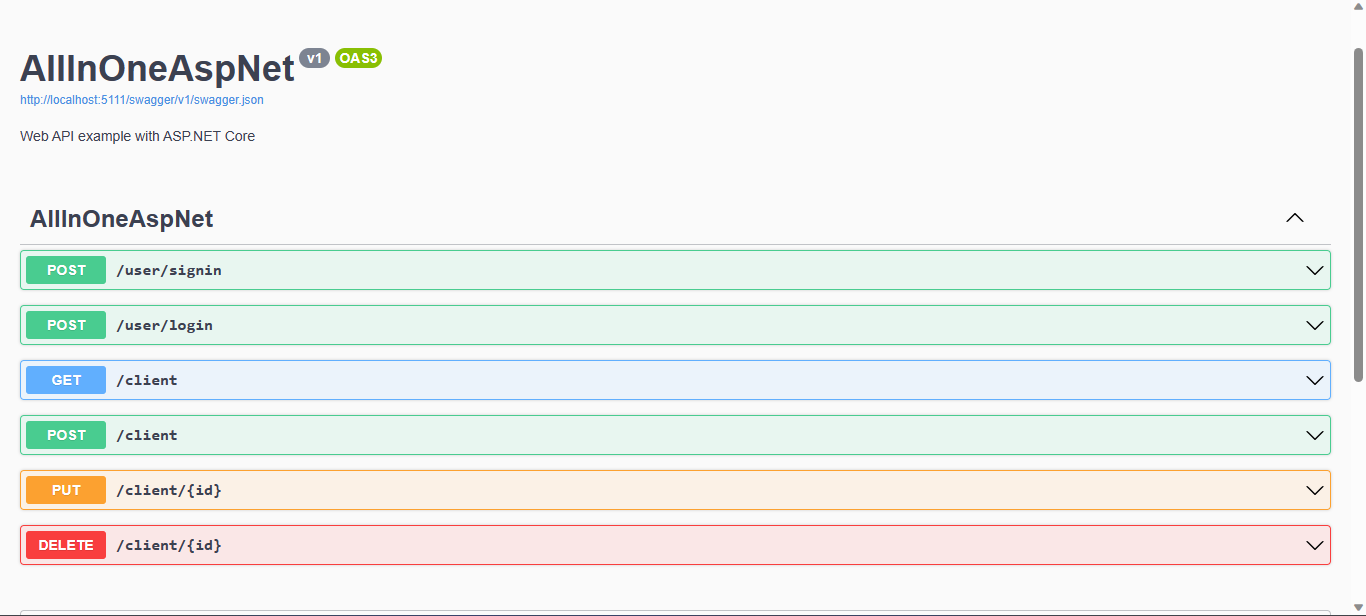 AllInOneAspNet v1 OAS3
http://localhost:5111/swagger/v1/swagger.json
Web API example with ASP.NET Core
AllInOneAspNet
POST /user/signin
POST /user/login
GET /client
POST /client
PUT /client/{id}
DELETE /client/{id}